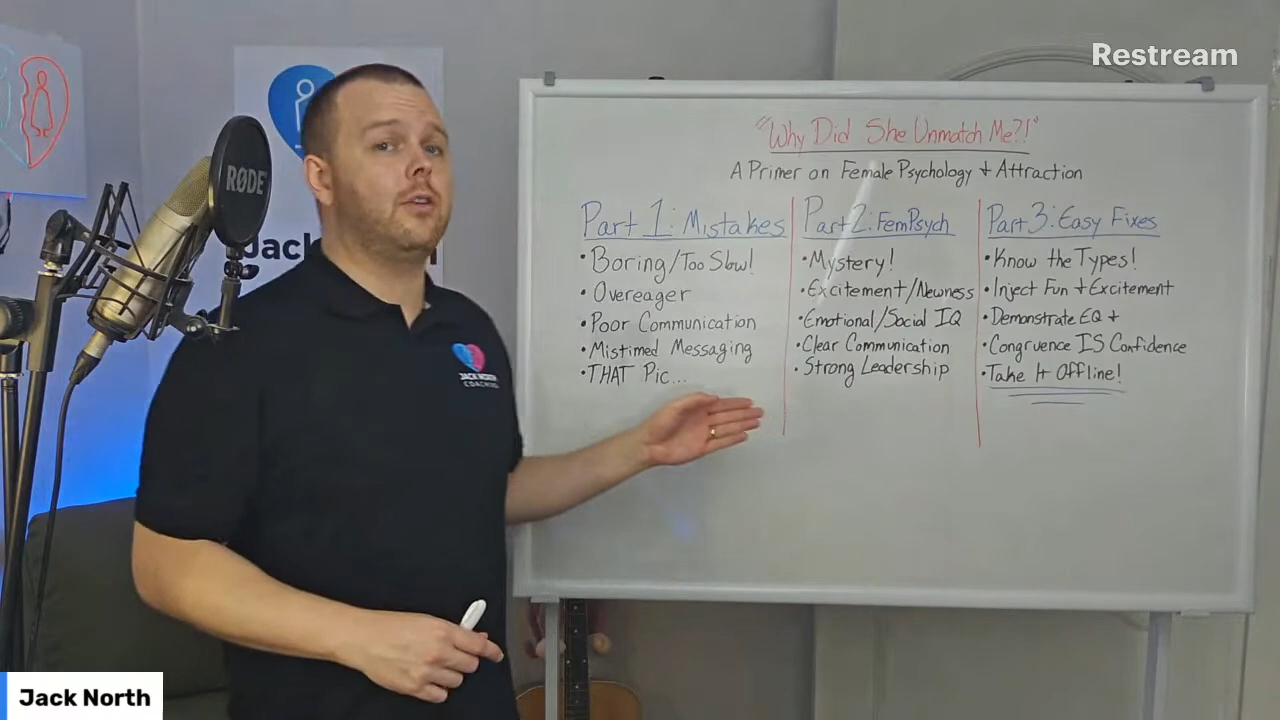 Restream
"Why Did She Unmatch Me?!"
A Primer on Female Psychology + Attraction
Part 1: Mistakes
• Boring/Too Slow!
• Overeager
• Poor Communication
• Mistimed Messaging
• THAT Pic...
Part 2: FemPsych
• Mystery!
• Excitement/Newness
• Emotional/Social IQ
• Clear Communication
• Strong Leadership
Part 3: Easy Fixes
• Know the Types!
• Inject Fun + Excitement
• Demonstrate EQ +
• Congruence IS Confidence
• Take It Offline!
RØDE
Jack
JACK NORTH
COACHING
Jack North